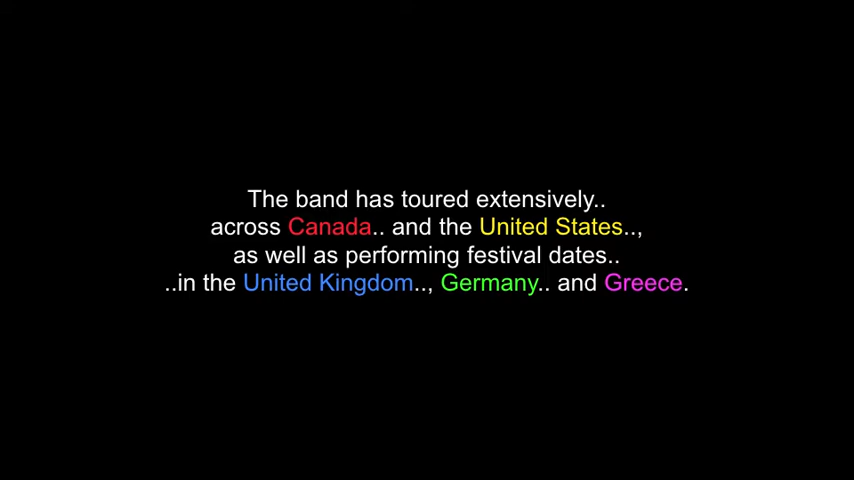 The band has toured extensively..
across Canada.. and the United States..,
as well as performing festival dates..
..in the United Kingdom.., Germany.. and Greece.